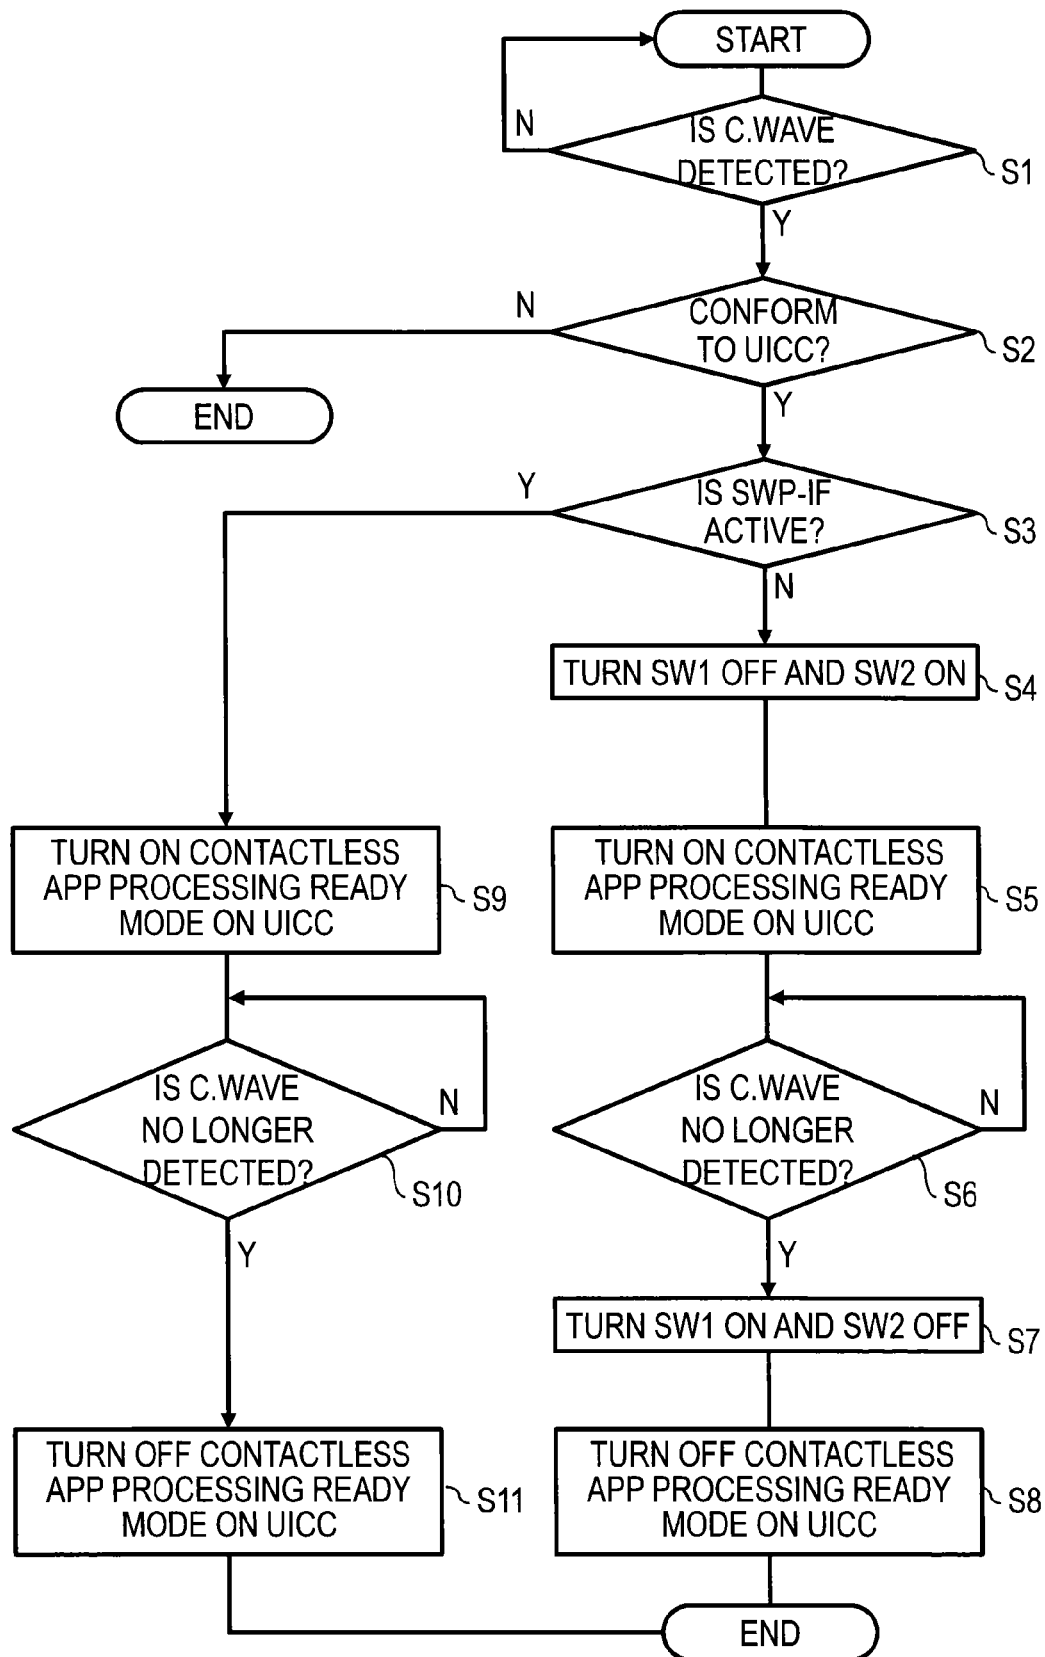 START
N
IS C.WAVE
DETECTED?
S1
Y
N
CONFORM
TO UICC?
S2
END
Y
Y
IS SWP-IF
ACTIVE?
S3
N
TURN SW1 OFF AND SW2 ON
S4
TURN ON CONTACTLESS
APP PROCESSING READY
MODE ON UICC
S9
TURN ON CONTACTLESS
APP PROCESSING READY
MODE ON UICC
S5
IS C.WAVE
NO LONGER
DETECTED?
N
S10
IS C.WAVE
NO LONGER
DETECTED?
N
S6
Y
Y
TURN SW1 ON AND SW2 OFF
S7
TURN OFF CONTACTLESS
APP PROCESSING READY
MODE ON UICC
S11
TURN OFF CONTACTLESS
APP PROCESSING READY
MODE ON UICC
S8
END